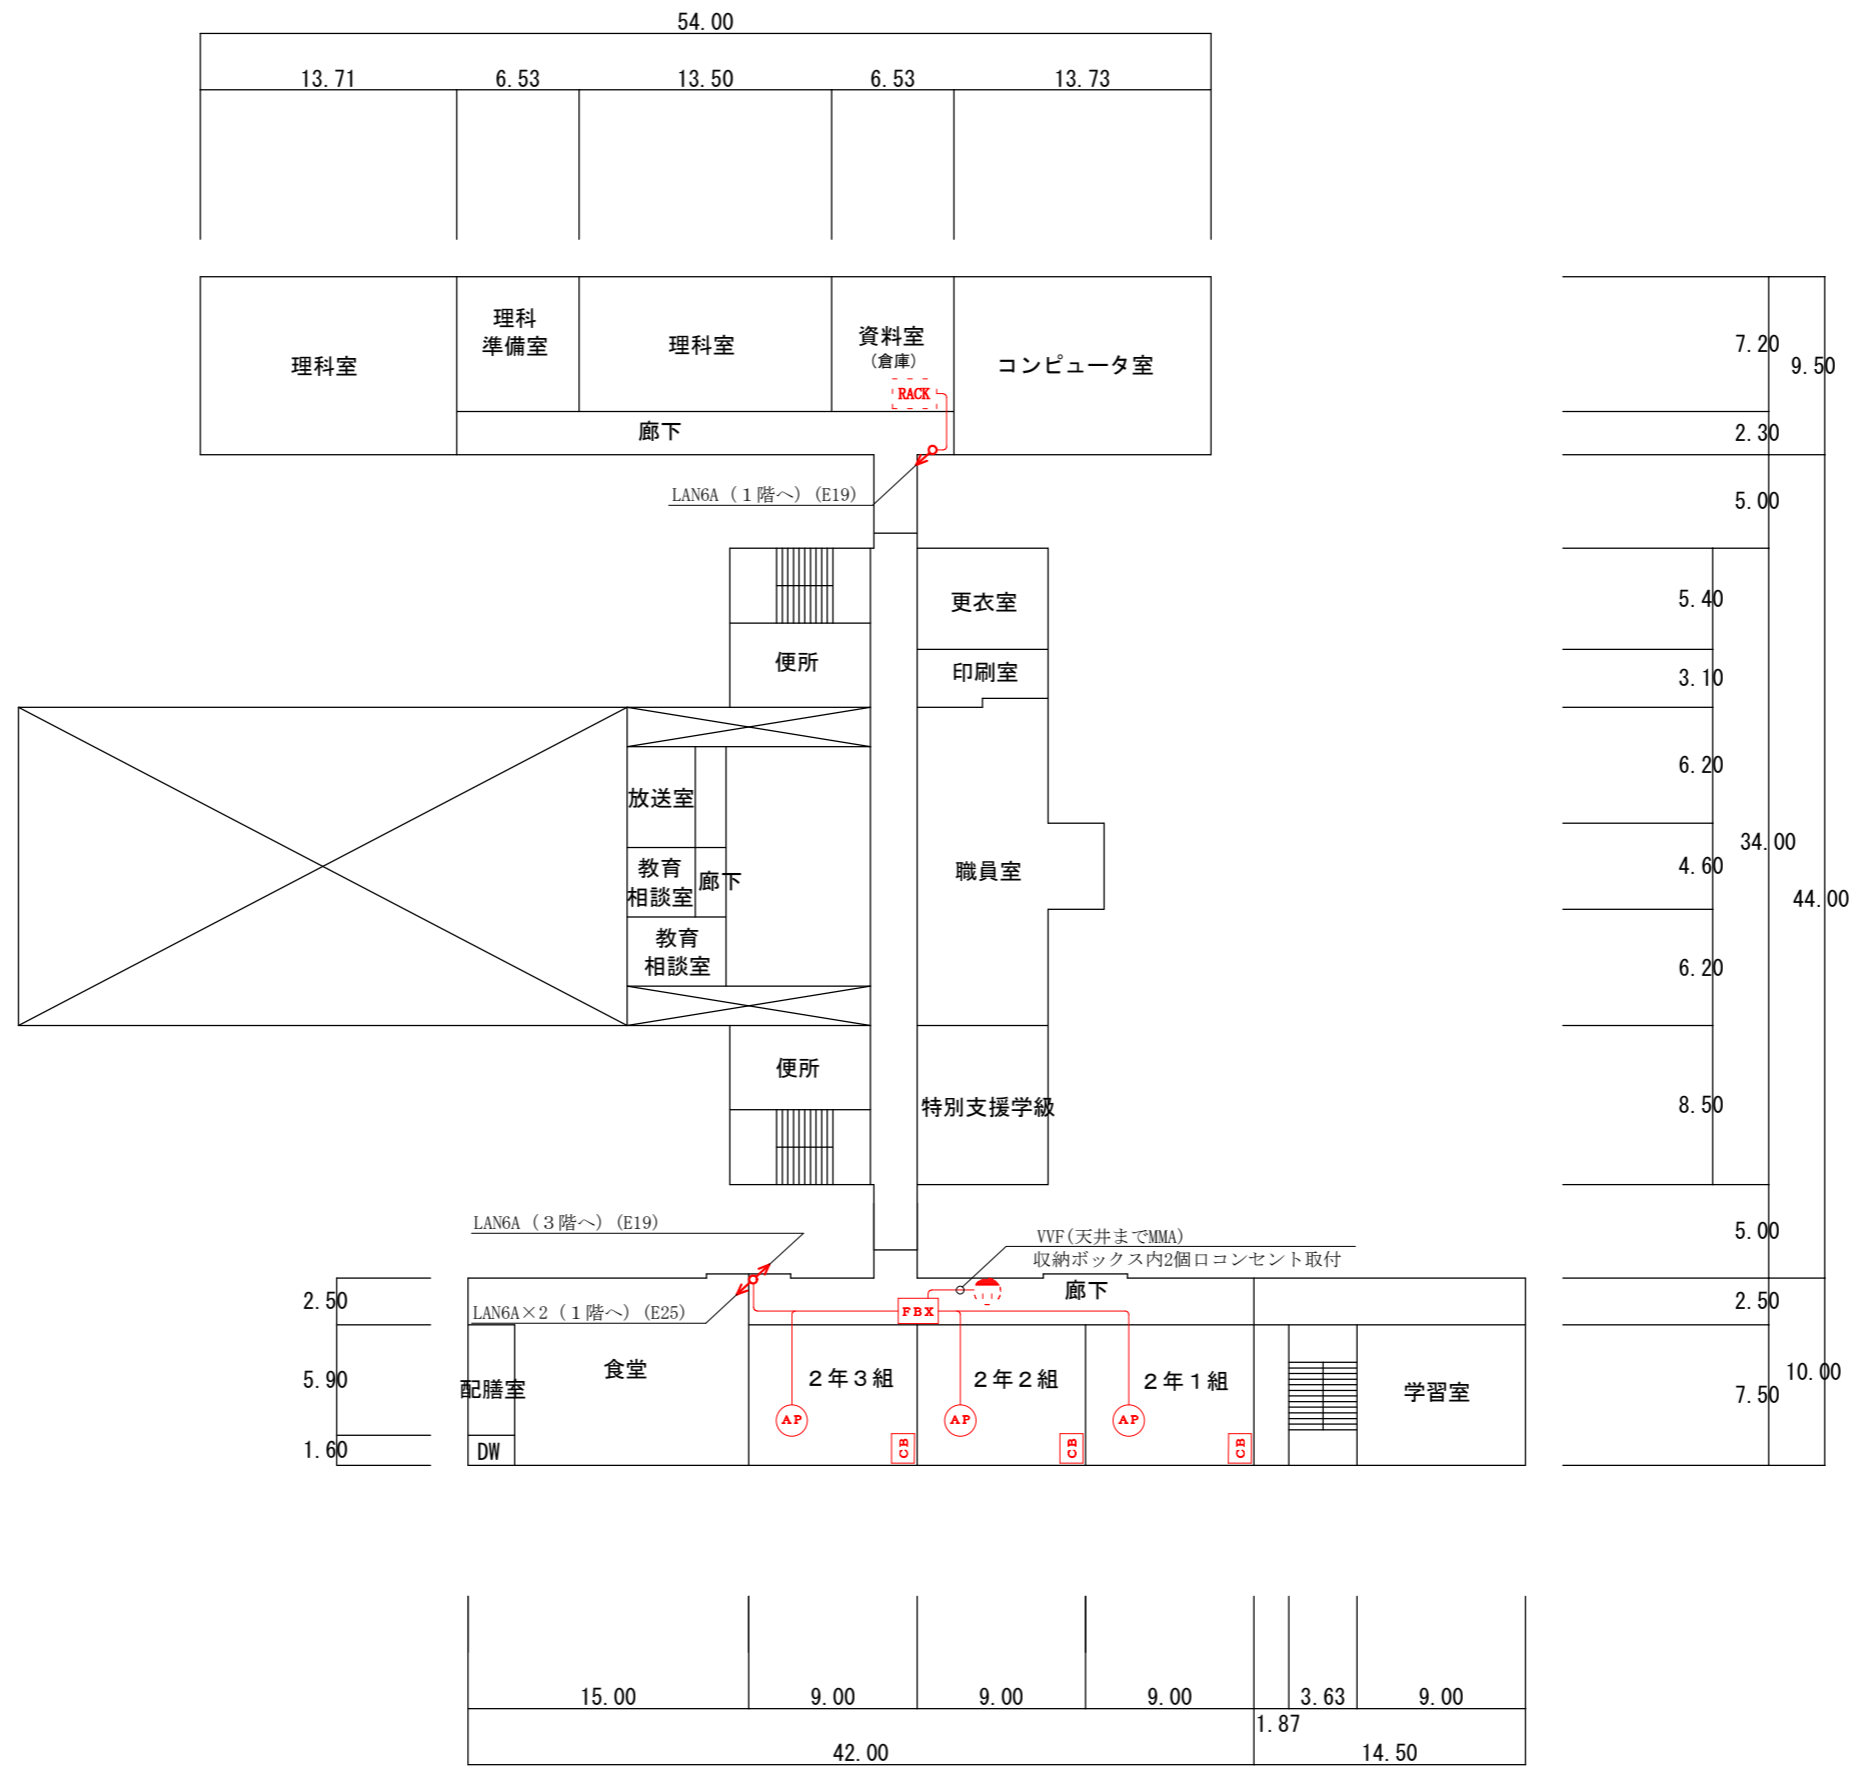 54.00
13.71
6.53
13.50
6.53
13.73
理科室
理科
準備室
理科室
資料室
(倉庫)
RACK
コンピュータ室
廊下
7.20
9.50
2.30
LAN6A（１階へ）(E19)
5.00
更衣室
5.40
便所
印刷室
3.10
6.20
放送室
34.00
教育
相談室
廊下
職員室
4.60
44.00
教育
相談室
6.20
便所
特別支援学級
8.50
LAN6A（３階へ）(E19)
VVF(天井までMMA)
収納ボックス内2個口コンセント取付
5.00
2.50
LAN6A×2（１階へ）(E25)
FBX
廊下
2.50
5.90
配膳室
食堂
２年３組
２年２組
２年１組
学習室
10.00
7.50
AP
AP
AP
1.60
DW
CB
CB
CB
15.00
9.00
9.00
9.00
3.63
9.00
1.87
42.00
14.50